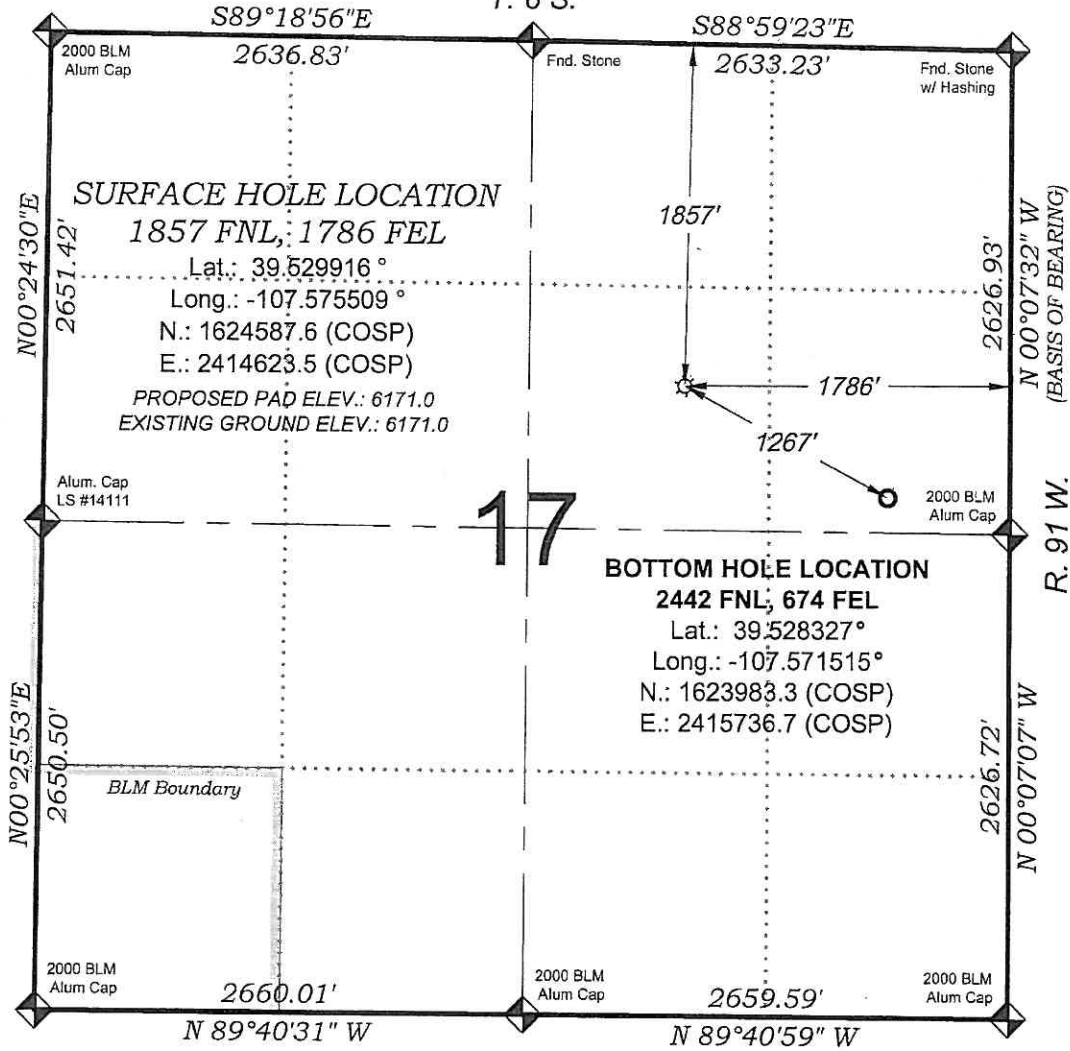 T. 6 S.
S89°18'56"E
S88°59'23"E
2000 BLM
Alum Cap
2636.83'
Fnd. Stone
2633.23'
Fnd. Stone
w/ Hashing
N00°24'30"E
2651.42'
SURFACE HOLE LOCATION
1857 FNL, 1786 FEL
Lat.: 39.529916 °
Long.: -107.575509 °
N.: 1624587.6 (COSP)
E.: 2414623.5 (COSP)
PROPOSED PAD ELEV.: 6171.0
EXISTING GROUND ELEV.: 6171.0
1857'
1786'
1267'
2626.93'
N 00°07'32" W
(BASIS OF BEARING)
Alum. Cap
LS #14111
17
2000 BLM
Alum Cap
R. 91 W.
BOTTOM HOLE LOCATION
2442 FNL, 674 FEL
Lat.: 39.528327°
Long.: -107.571515°
N.: 1623983.3 (COSP)
E.: 2415736.7 (COSP)
N00°25'53"E
2650.50'
BLM Boundary
2626.72'
N 00°07'07" W
2000 BLM
Alum Cap
2660.01'
N 89°40'31" W
2000 BLM
Alum Cap
2659.59'
N 89°40'59" W
2000 BLM
Alum Cap